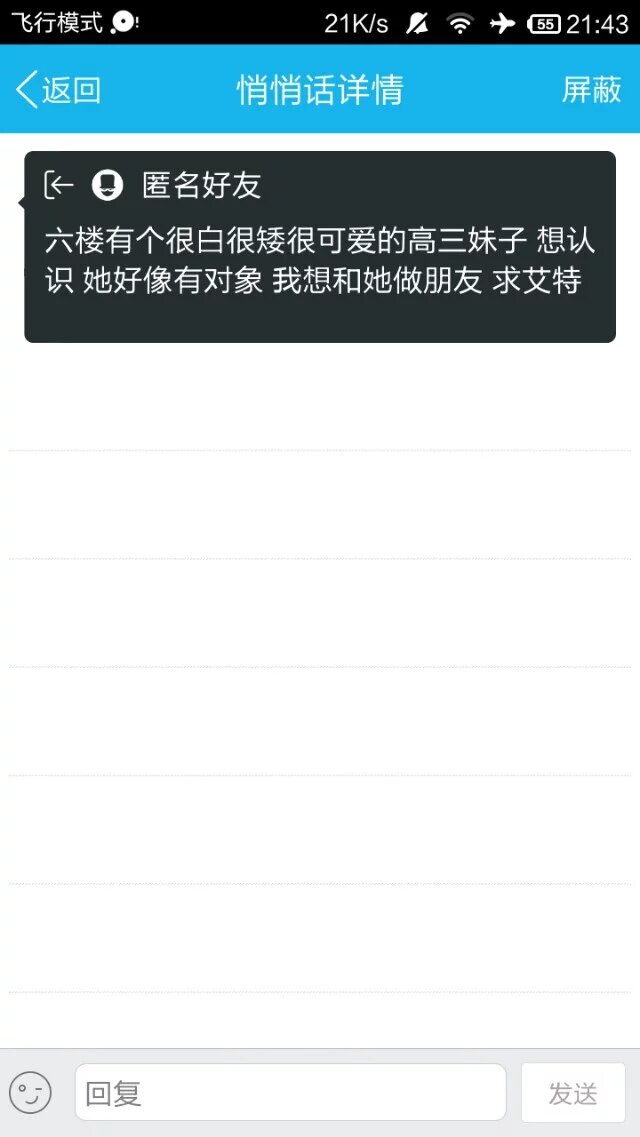 飞行模式 21K/s 55 21:43
返回 悄悄话详情 屏蔽
匿名好友
六楼有个很白很矮很可爱的高三妹子 想认
识 她好像有对象 我想和她做朋友 求艾特
回复 发送